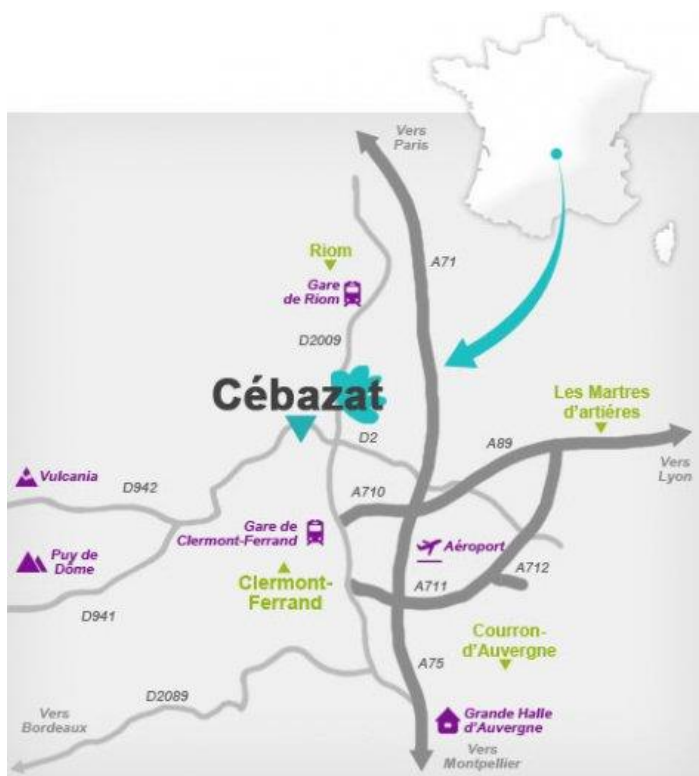 Vers
Paris
A71
Riom
Gare
de Riom
D2009
Cébazat
Les Martres
d'artiéres
D2
A89
Vers
Lyon
Vulcania
D942
A710
Gare de
Clermont-Ferrand
Aéroport
Puy de
Dôme
A712
Clermont-
Ferrand
A711
D941
Courron-
d'Auvergne
A75
D2089
Vers
Bordeaux
Grande Halle
d'Auvergne
Vers
Montpellier